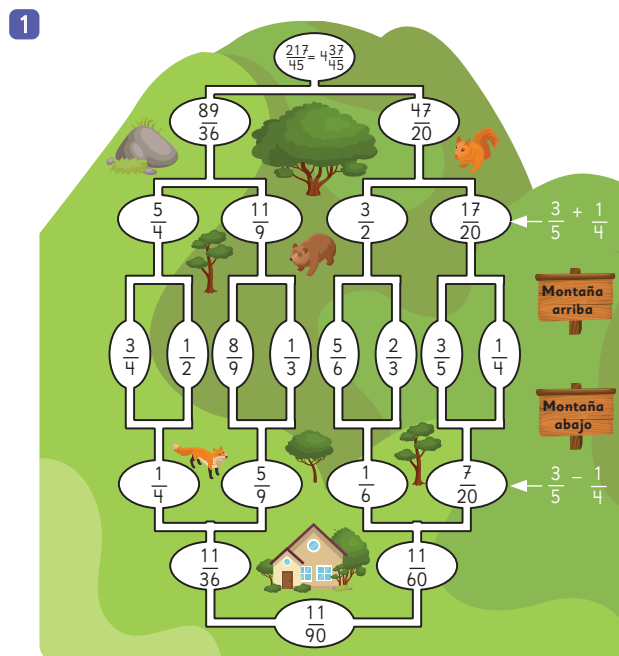 1
217/45 = 4 37/45
89/36 47/20
5/4 11/9 3/2 17/20 3/5 + 1/4
Montaña
arriba
3/4 1/2 8/9 1/3 5/6 2/3 3/5 1/4
Montaña
abajo
1/4 5/9 1/6 7/20 3/5 − 1/4
11/36 11/60
11/90